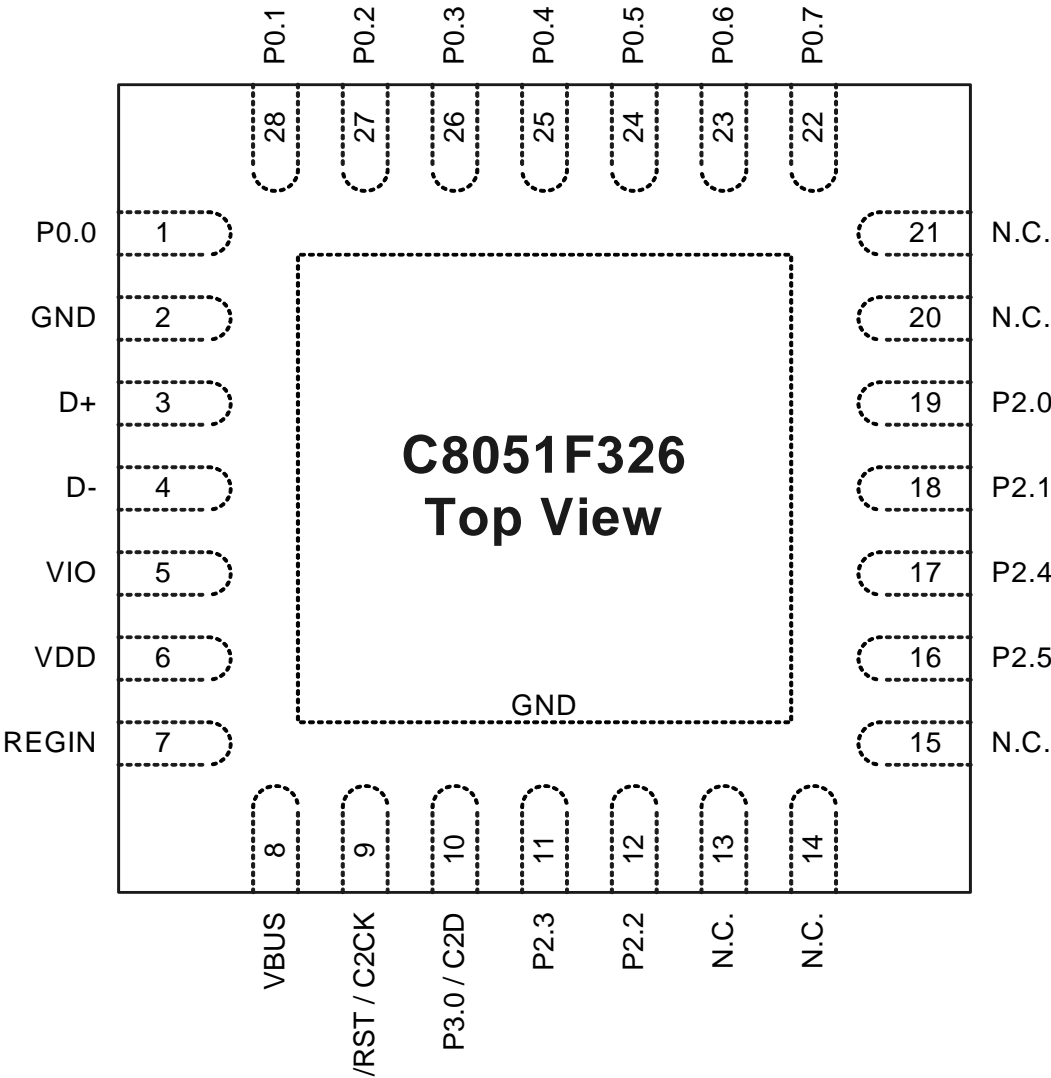 P0.1
P0.2
P0.3
P0.4
P0.5
P0.6
P0.7
28
27
26
25
24
23
22
P0.0
1
21
N.C.
GND
2
20
N.C.
D+
3
19
P2.0
D-
4
18
P2.1
VIO
5
17
P2.4
VDD
6
16
P2.5
REGIN
7
15
N.C.
C8051F326
Top View
GND
8
9
10
11
12
13
14
VBUS
/RST / C2CK
P3.0 / C2D
P2.3
P2.2
N.C.
N.C.